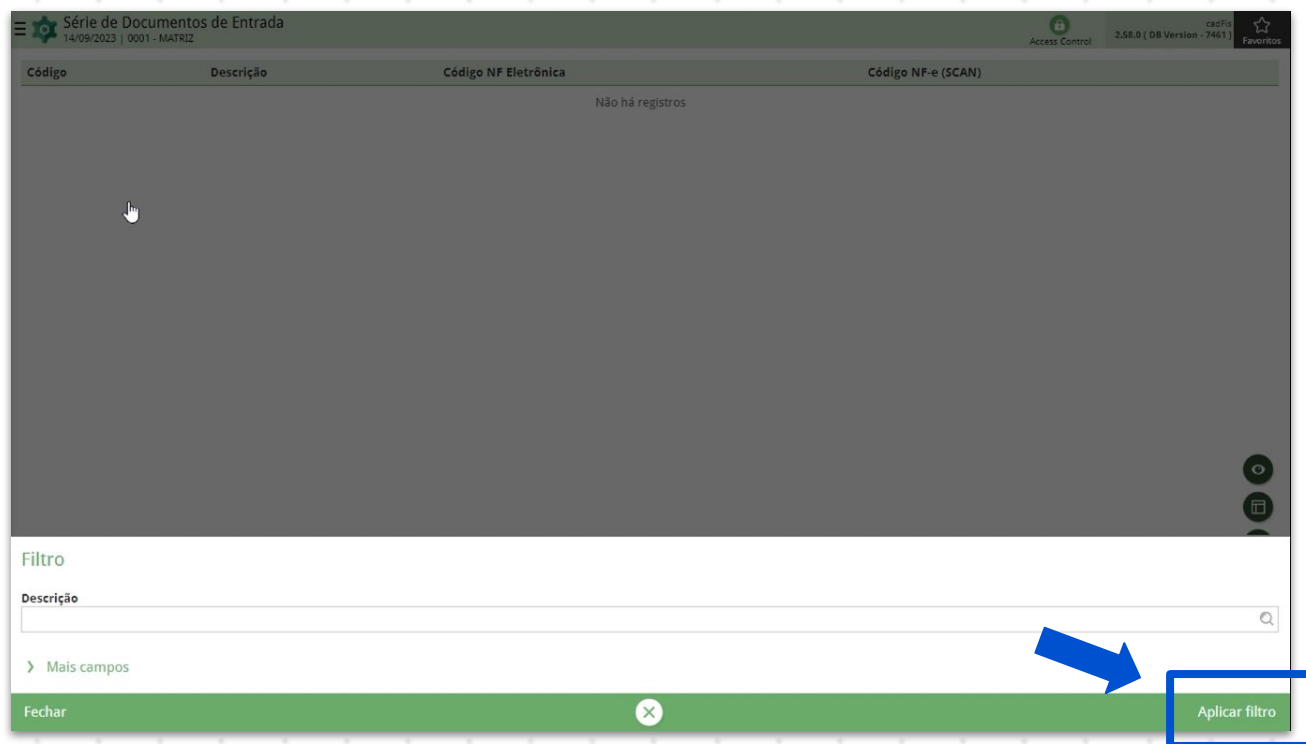 Série de Documentos de Entrada
14/09/2023 | 0001 - MATRIZ
Access Control
cadFis
2.58.0 ( DB Version - 7461 )
Favoritos
Código Descrição Código NF Eletrônica Código NF-e (SCAN)
Não há registros
Filtro
Descrição
Mais campos
Fechar Aplicar filtro